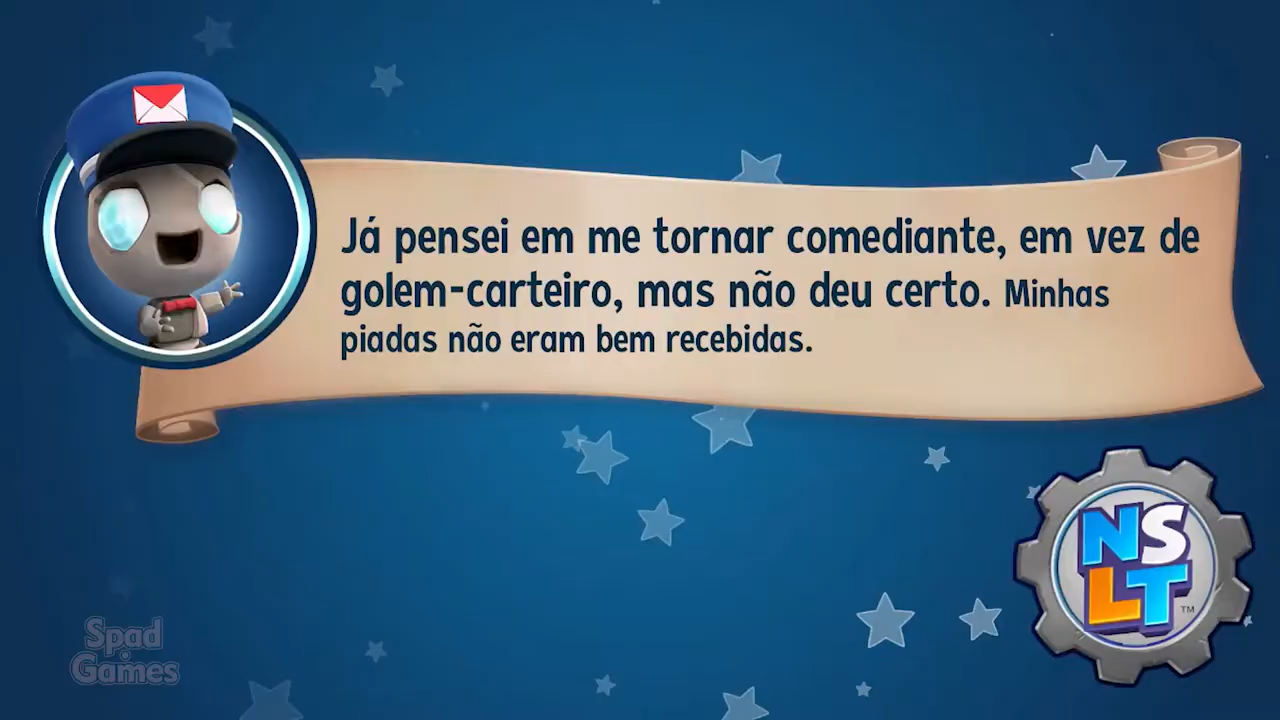 Já pensei em me tornar comediante, em vez de
golem-carteiro, mas não deu certo. Minhas
piadas não eram bem recebidas.
NS
LT
TM
Spad
Games